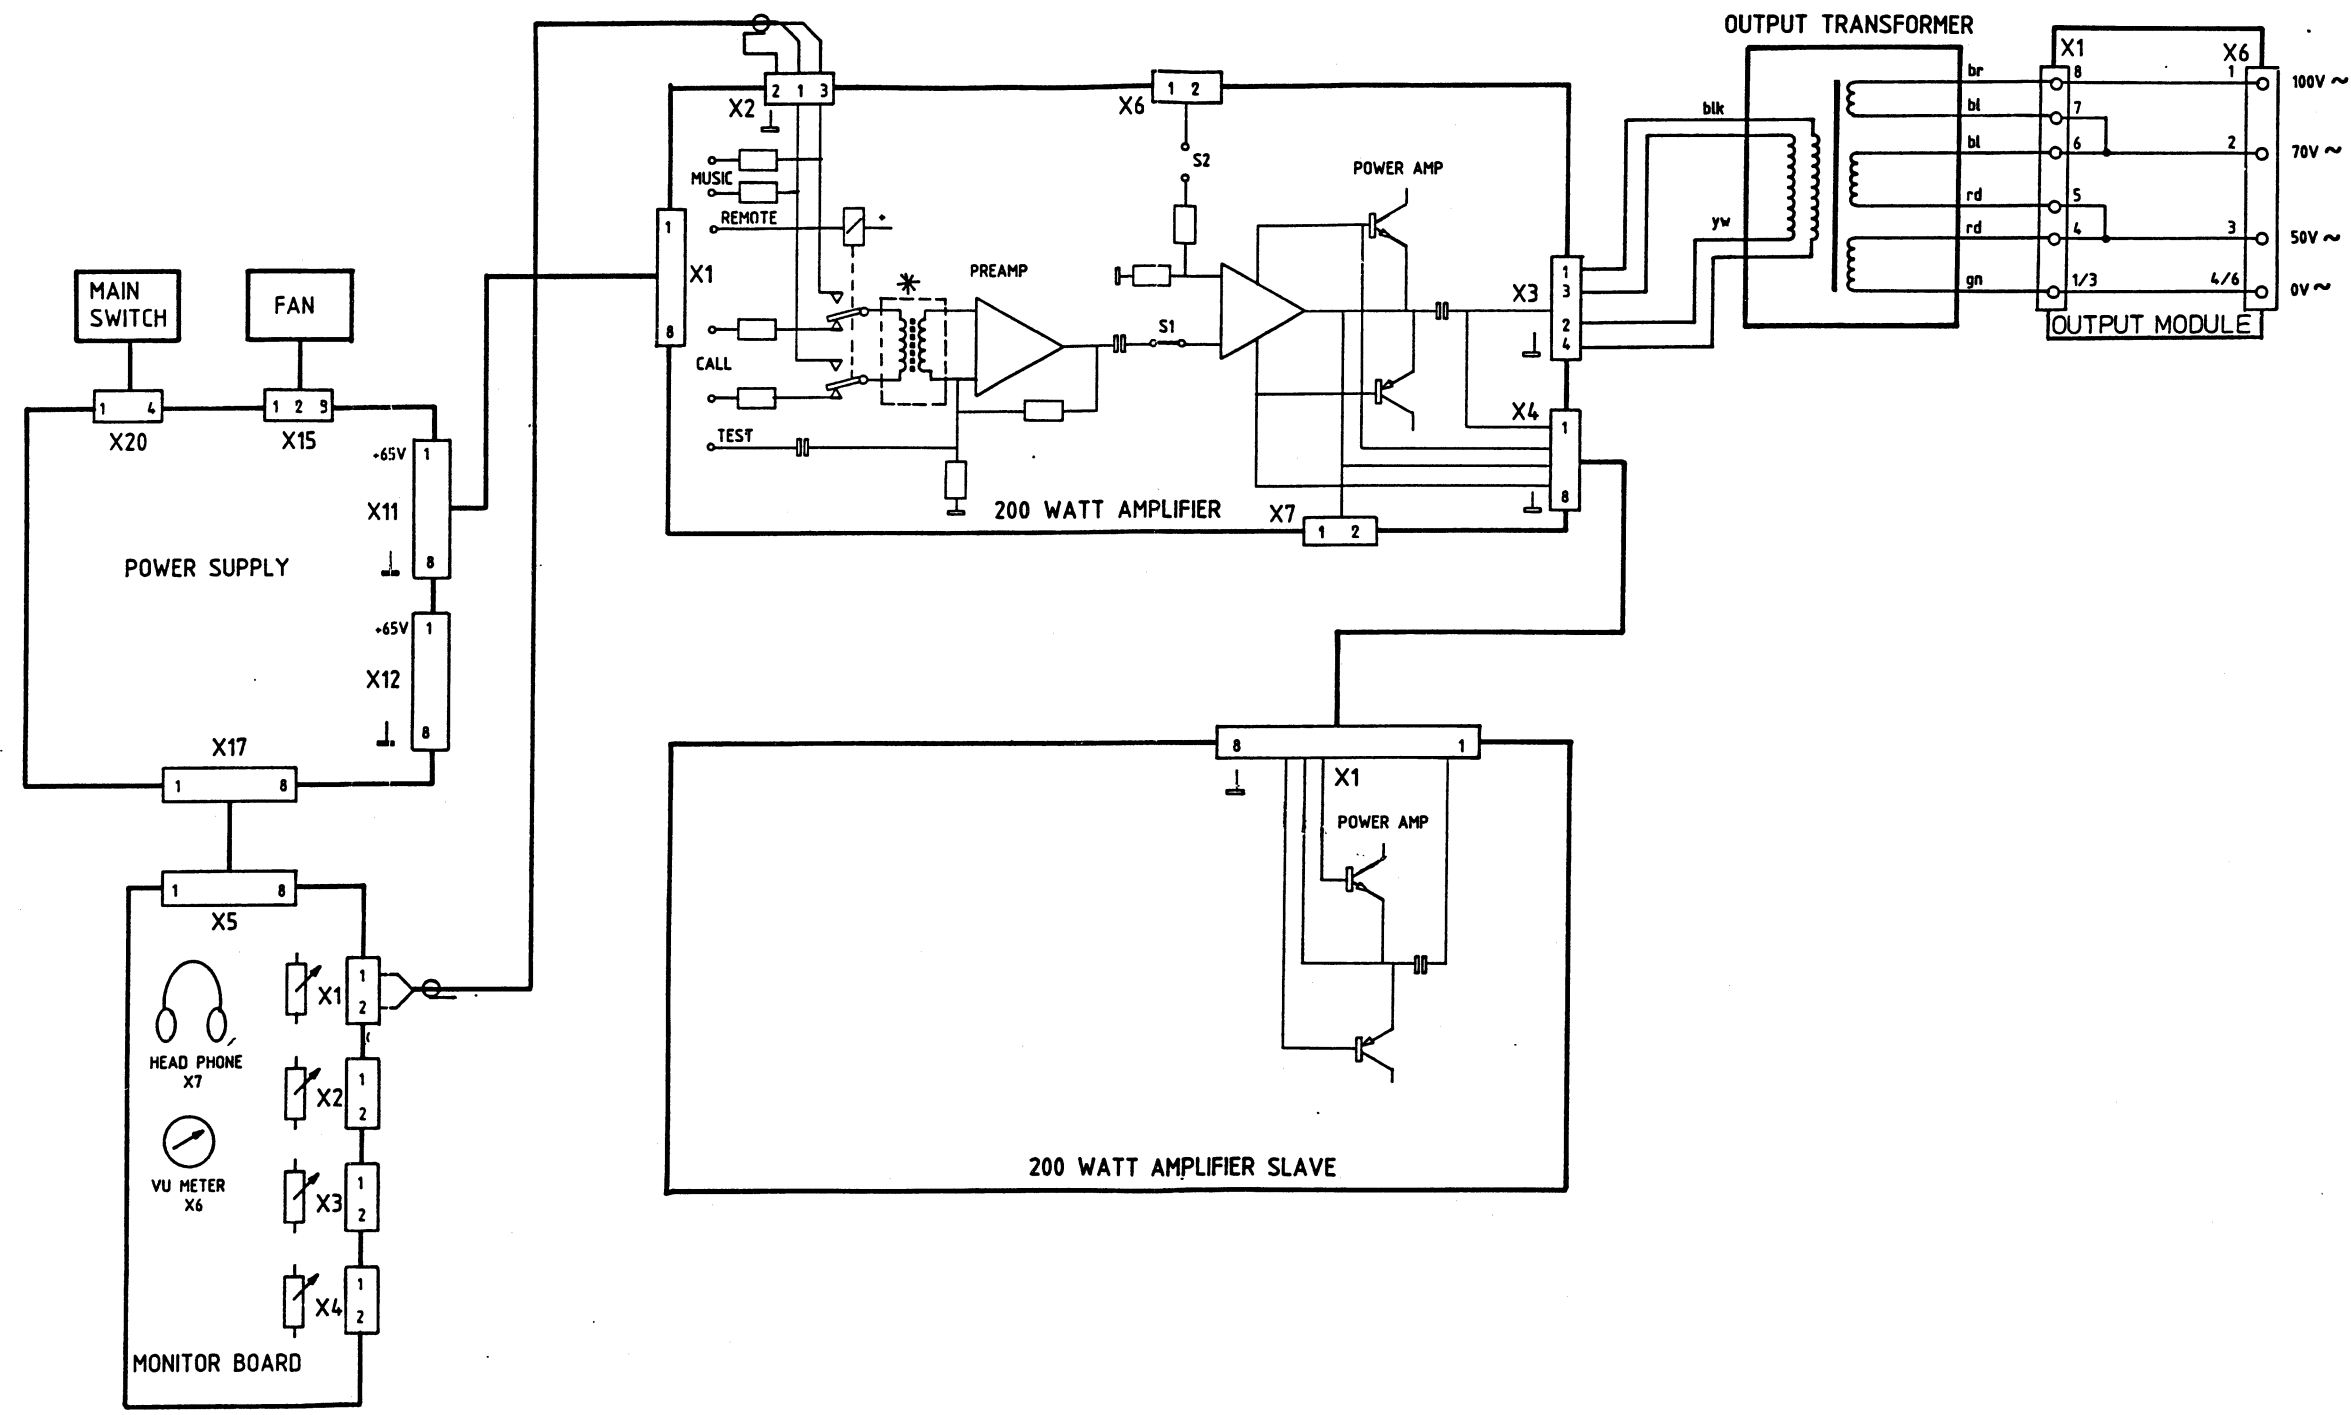 OUTPUT TRANSFORMER
X1
X6
br
8
1
100V ~
bl
7
bl
6
2
70V ~
rd
5
rd
4
3
50V ~
gn
1/3
4/6
0V ~
OUTPUT MODULE
blk
yw
X2
2 1 3
X6
1 2
S2
MUSIC
REMOTE
+
1
X1
8
*
PREAMP
POWER AMP
S1
CALL
TEST
X3
1
3
2
4
X4
1
8
200 WATT AMPLIFIER
X7
1 2
MAIN
SWITCH
FAN
1 4
X20
1 2 9
X15
+65V
1
X11
8
POWER SUPPLY
+65V
1
X12
8
X17
1 8
1 8
X5
X1
1
2
HEAD PHONE
X7
X2
1
2
VU METER
X6
X3
1
2
X4
1
2
MONITOR BOARD
8 1
X1
POWER AMP
200 WATT AMPLIFIER SLAVE